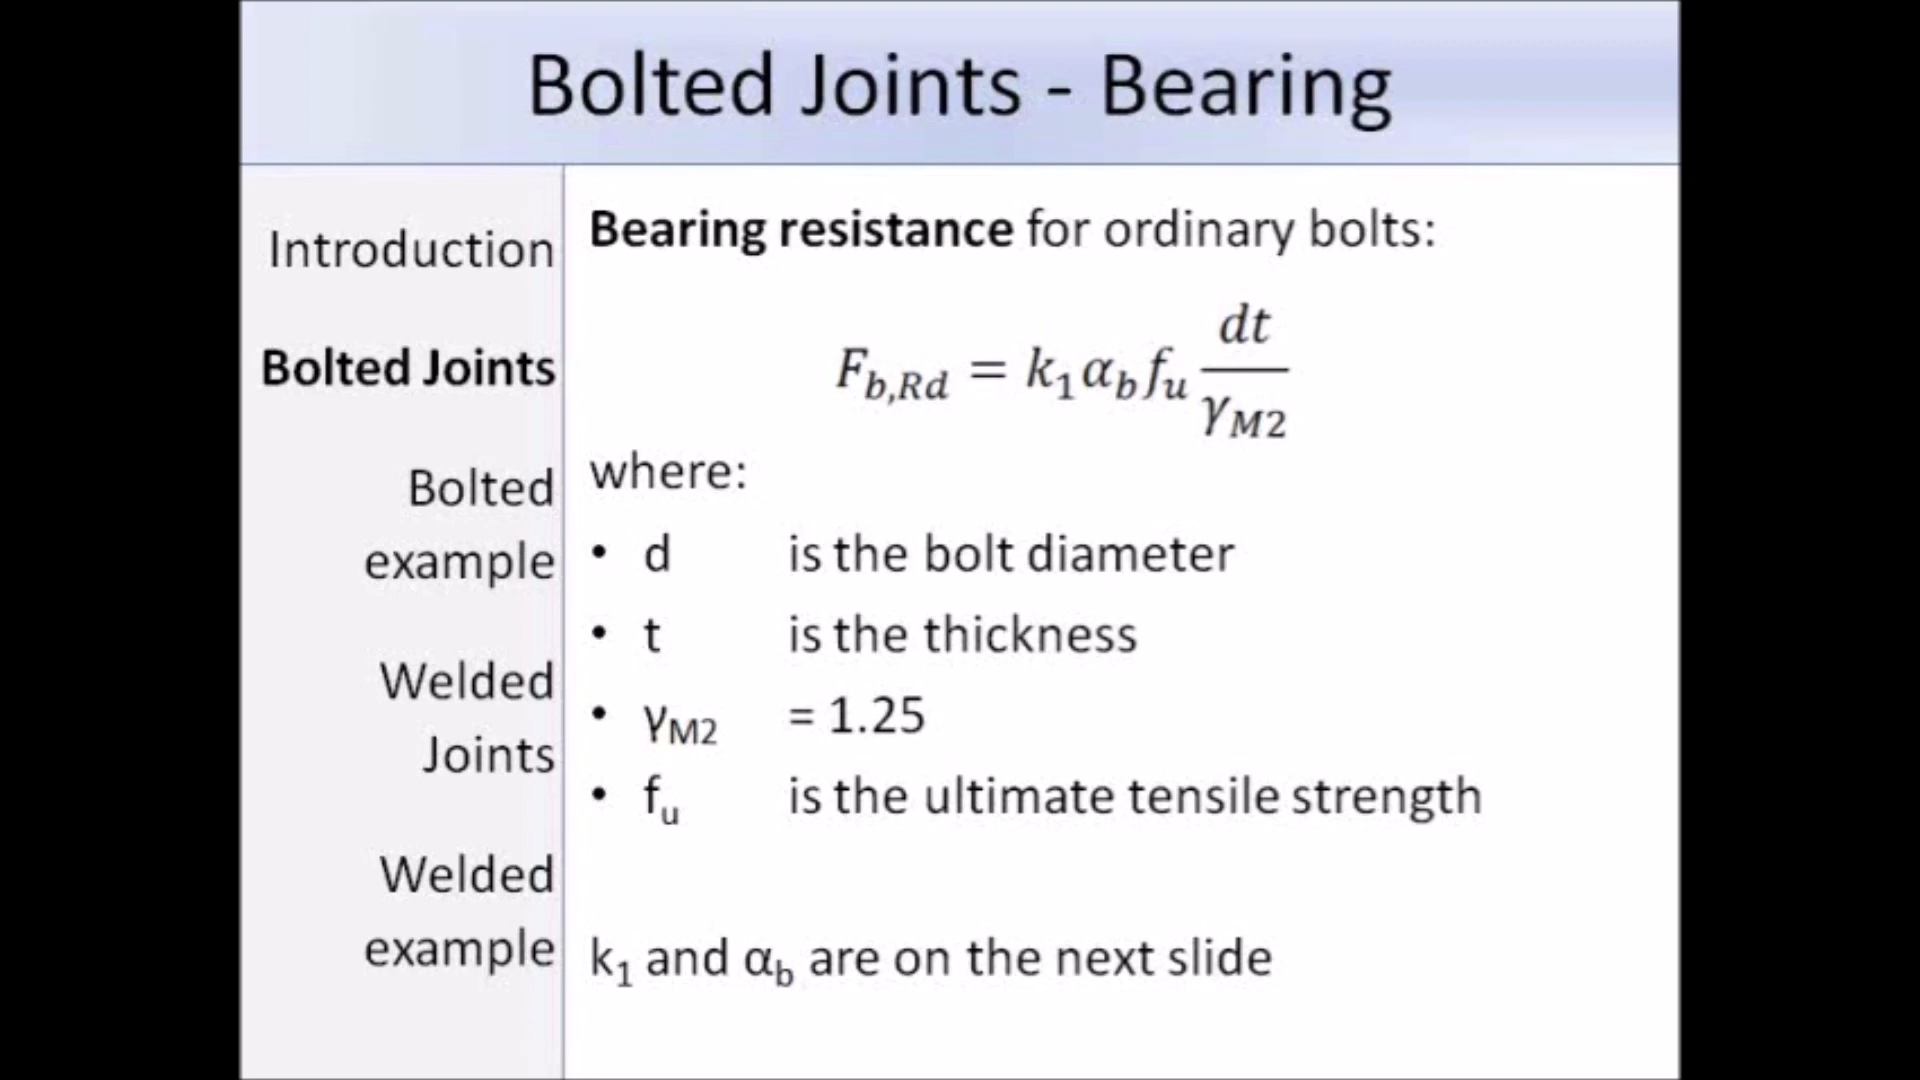 Bolted Joints - Bearing
Introduction
Bolted Joints
Bolted
example
Welded
Joints
Welded
example
Bearing resistance for ordinary bolts:
F_{b,Rd} = k_1 α_b f_u \frac{dt}{γ_{M2}}
where:
• d is the bolt diameter
• t is the thickness
• γ_{M2} = 1.25
• f_u is the ultimate tensile strength
k_1 and α_b are on the next slide